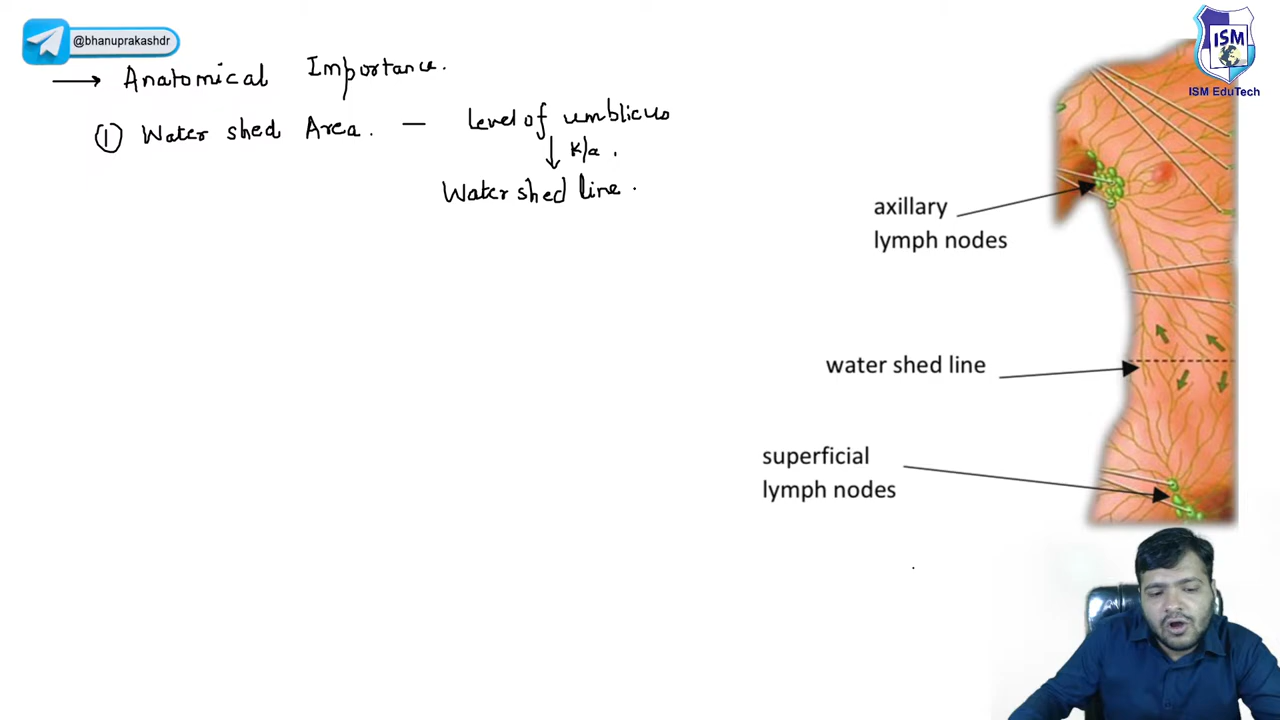 @bhanuprakashdr
→ Anatomical Importance.
① Water shed Area. — Level of umblicus
↓ K/a.
Water shed line.
ISM
ISM EduTech
axillary
lymph nodes
water shed line
superficial
lymph nodes